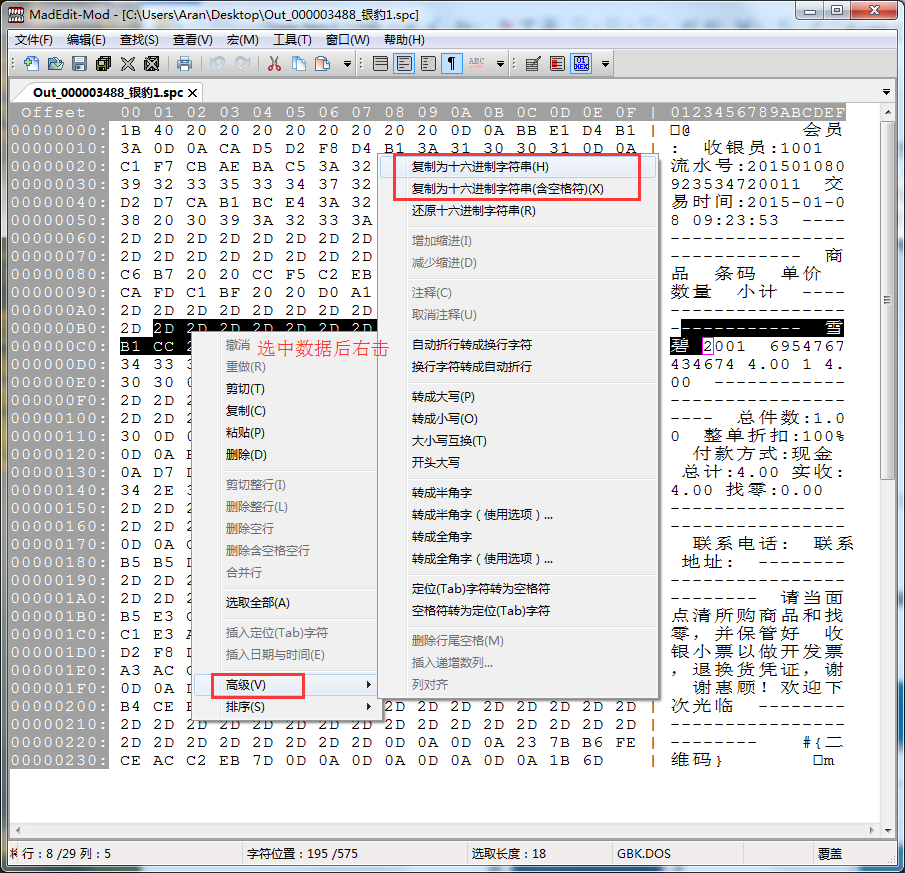 MadEdit-Mod - [C:\Users\Aran\Desktop\Out_000003488_银豹1.spc]
文件(F) 编辑(E) 查找(S) 查看(V) 宏(M) 工具(T) 窗口(W) 帮助(H)
Out_000003488_银豹1.spc
Offset 00 01 02 03 04 05 06 07 08 09 0A 0B 0C 0D 0E 0F | 0123456789ABCDEF
00000000: 1B 40 20 20 20 20 20 20 20 20 0D 0A BB E1 D4 B1 | □@ 会员
00000010: 3A 0D 0A CA D5 D2 F8 D4 B1 3A 31 30 30 31 0D 0A | : 收银员:1001
00000020: C1 F7 CB AE BA C5 3A 32 | 流水号:201501080
00000030: 39 32 33 35 33 34 37 32 | 923534720011 交
00000040: D2 D7 CA B1 BC E4 3A 32 | 易时间:2015-01-0
00000050: 38 20 30 39 3A 32 33 3A | 8 09:23:53 -----
00000060: 2D 2D 2D 2D 2D 2D 2D 2D | ----------------
00000070: 2D 2D 2D 2D 2D 2D 2D 2D | ----------- 商
00000080: C6 B7 20 20 CC F5 C2 EB | 品 条码 单价
00000090: CA FD C1 BF 20 20 D0 A1 | 数量 小计 ----
000000A0: 2D 2D 2D 2D 2D 2D 2D 2D | ----------------
000000B0: 2D 2D 2D 2D 2D 2D 2D 2D | ------------ 雪
000000C0: B1 CC | 碧 2001 6954767
000000D0: 34 33 | 434674 4.00 1 4.
000000E0: 30 30 | 00 ------------
000000F0: 2D 2D | ----------------
00000100: 2D 2D | ---- 总件数:1.0
00000110: 30 0D | 0 整单折扣:100%
00000120: 0D 0A | 付款方式:现金
00000130: 0A D7 | 总计:4.00 实收:
00000140: 34 2E | 4.00 找零:0.00
00000150: 2D 2D | ----------------
00000160: 2D 2D | ----------------
00000170: 0D 0A | 联系电话: 联系
00000180: B5 B5 | 地址: --------
00000190: 2D 2D | ----------------
000001A0: 2D 2D | -------- 请当面
000001B0: B5 E3 | 点清所购商品和找
000001C0: C1 E3 | 零,并保管好 收
000001D0: D2 F8 | 银小票以做开发票
000001E0: A3 AC | ,退换货凭证,谢
000001F0: 0D 0A | 谢惠顾!欢迎下
00000200: B4 CE 2D 2D 2D 2D 2D 2D 2D 2D | 次光临 --------
00000210: 2D 2D 2D 2D 2D 2D 2D 2D 2D 2D 2D 2D 2D 2D 2D 2D | ----------------
00000220: 2D 2D 2D 2D 2D 2D 2D 2D 0D 0A 0D 0A 23 7B B6 FE | -------- #{二
00000230: CE AC C2 EB 7D 0D 0A 0D 0A 0D 0A 0D 0A 1B 6D | 维码} □m
选中数据后右击
撤消
重做(R)
剪切(T)
复制(C)
粘贴(P)
删除(D)
剪切整行(I)
删除整行(L)
删除空行
删除含空格空行
合并行
选取全部(A)
插入定位(Tab)字符
插入日期与时间(E)
高级(V)
排序(S)
复制为十六进制字符串(H)
复制为十六进制字符串(含空格符)(X)
还原十六进制字符串(R)
增加缩进(I)
减少缩进(D)
注释(C)
取消注释(U)
自动折行转成换行字符
换行字符转成自动折行
转成大写(P)
转成小写(O)
大小写互换(T)
开头大写
转成半角字
转成半角字 ( 使用选项 ) ...
转成全角字
转成全角字 ( 使用选项 ) ...
定位(Tab)字符转为空格符
空格符转为定位(Tab)字符
删除行尾空格(M)
插入递增数列...
列对齐
行 : 8 /29 列 : 5 字符位置 : 195 /575 选取长度 : 18 GBK.DOS 覆盖